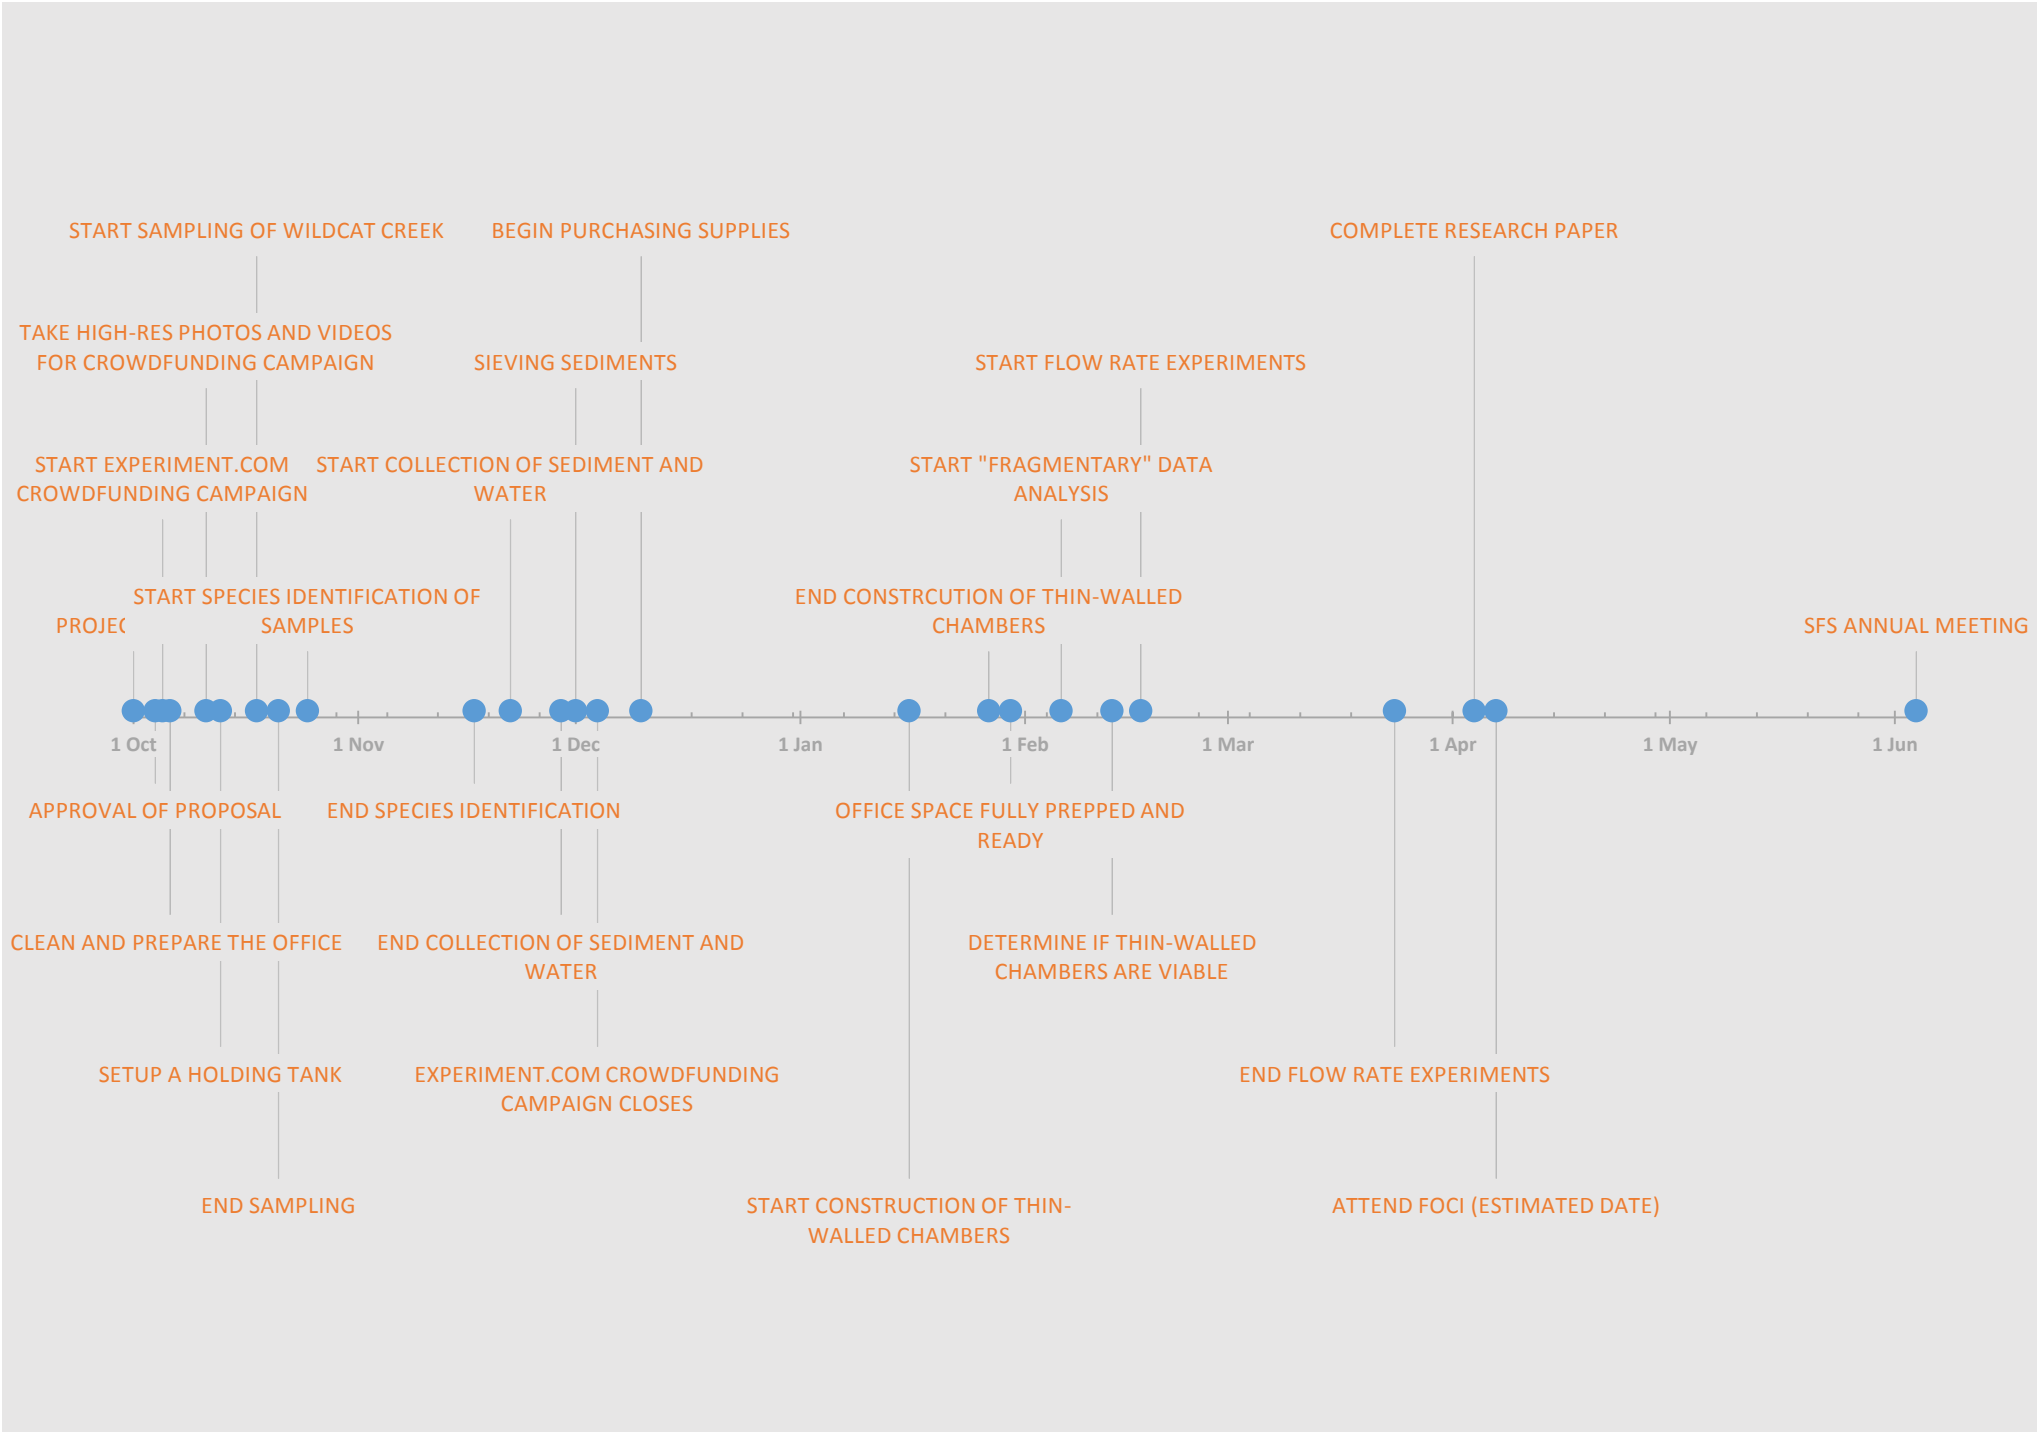 START SAMPLING OF WILDCAT CREEK
BEGIN PURCHASING SUPPLIES
COMPLETE RESEARCH PAPER
TAKE HIGH-RES PHOTOS AND VIDEOS
FOR CROWDFUNDING CAMPAIGN
SIEVING SEDIMENTS
START FLOW RATE EXPERIMENTS
START EXPERIMENT.COM
CROWDFUNDING CAMPAIGN
START COLLECTION OF SEDIMENT AND
WATER
START "FRAGMENTARY" DATA
ANALYSIS
START SPECIES IDENTIFICATION OF
SAMPLES
END CONSTRCUTION OF THIN-WALLED
CHAMBERS
SFS ANNUAL MEETING
1 Oct
1 Nov
1 Dec
1 Jan
1 Feb
1 Mar
1 Apr
1 May
1 Jun
APPROVAL OF PROPOSAL
END SPECIES IDENTIFICATION
OFFICE SPACE FULLY PREPPED AND
READY
CLEAN AND PREPARE THE OFFICE
END COLLECTION OF SEDIMENT AND
WATER
DETERMINE IF THIN-WALLED
CHAMBERS ARE VIABLE
SETUP A HOLDING TANK
EXPERIMENT.COM CROWDFUNDING
CAMPAIGN CLOSES
END FLOW RATE EXPERIMENTS
END SAMPLING
START CONSTRUCTION OF THIN-
WALLED CHAMBERS
ATTEND FOCI (ESTIMATED DATE)